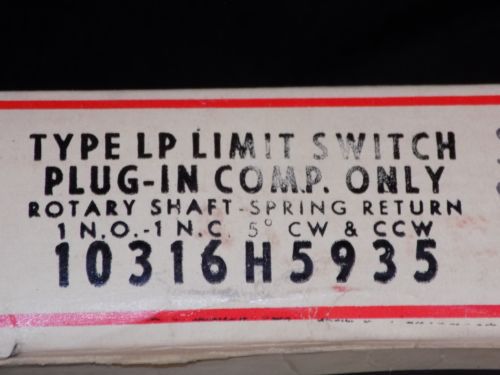 TYPE LP LIMIT SWITCH
PLUG-IN COMP. ONLY
ROTARY SHAFT-SPRING RETURN
1 N.O.-1 N.C. 5° CW & CCW
10316H5935